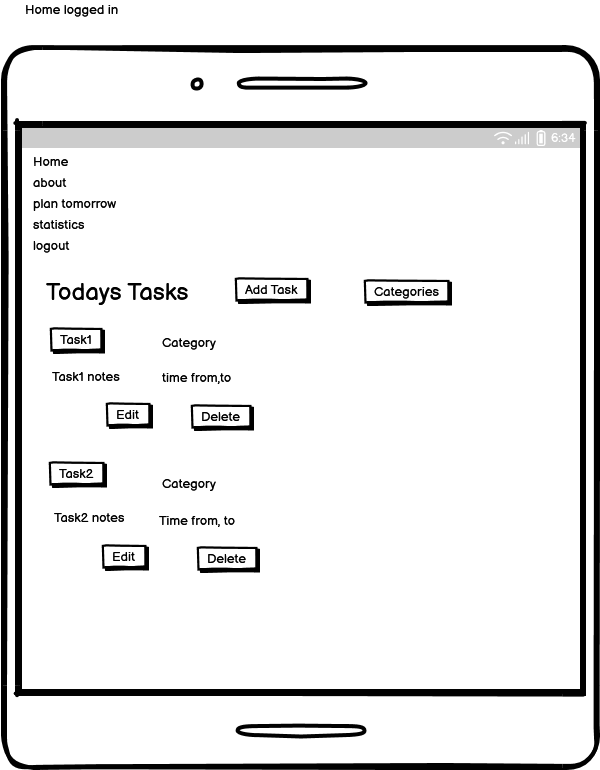 Home logged in
6:34
Home
about
plan tomorrow
statistics
logout
Todays Tasks Add Task Categories
Task1 Category
Task1 notes time from,to
Edit Delete
Task2 Category
Task2 notes Time from, to
Edit Delete